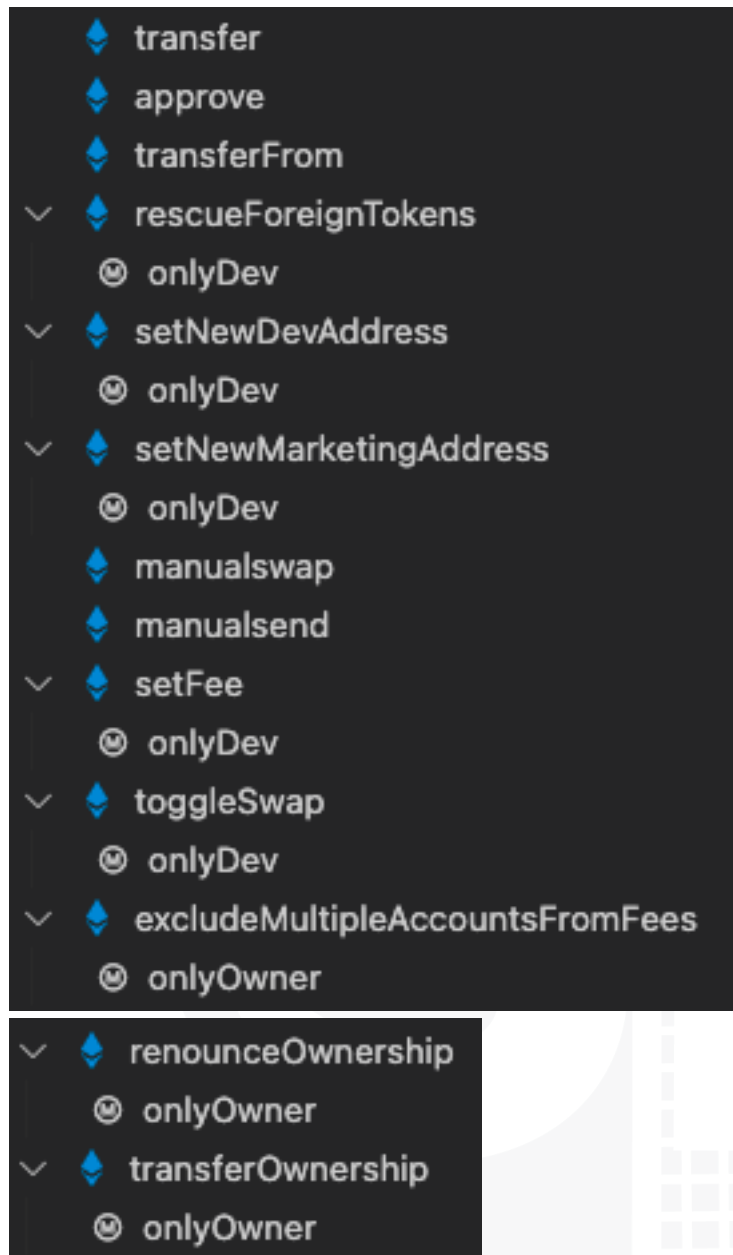 transfer
approve
transferFrom
rescueForeignTokens
onlyDev
setNewDevAddress
onlyDev
setNewMarketingAddress
onlyDev
manualswap
manualsend
setFee
onlyDev
toggleSwap
onlyDev
excludeMultipleAccountsFromFees
onlyOwner
renounceOwnership
onlyOwner
transferOwnership
onlyOwner